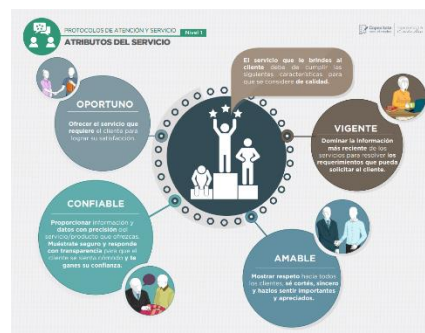 PROTOCOLOS DE ATENCIÓN Y SERVICIO
Nivel 1
ATRIBUTOS DEL SERVICIO
El servicio que le brindes al
cliente debe de cumplir las
siguientes características para
que se considere de calidad.
OPORTUNO
Ofrecer el servicio que
requiere el cliente para
lograr su satisfacción.
VIGENTE
Dominar la información
más reciente de los
servicios para resolver los
requerimientos que pueda
solicitar el cliente.
CONFIABLE
Proporcionar información y
datos con precisión del
servicio/producto que ofrezcas.
Muéstrate seguro y responde
con transparencia para que el
cliente se sienta cómodo y te
ganes su confianza.
AMABLE
Mostrar respeto hacia todos
los clientes, sé cortés, sincero
y hazlos sentir importantes
y apreciados.